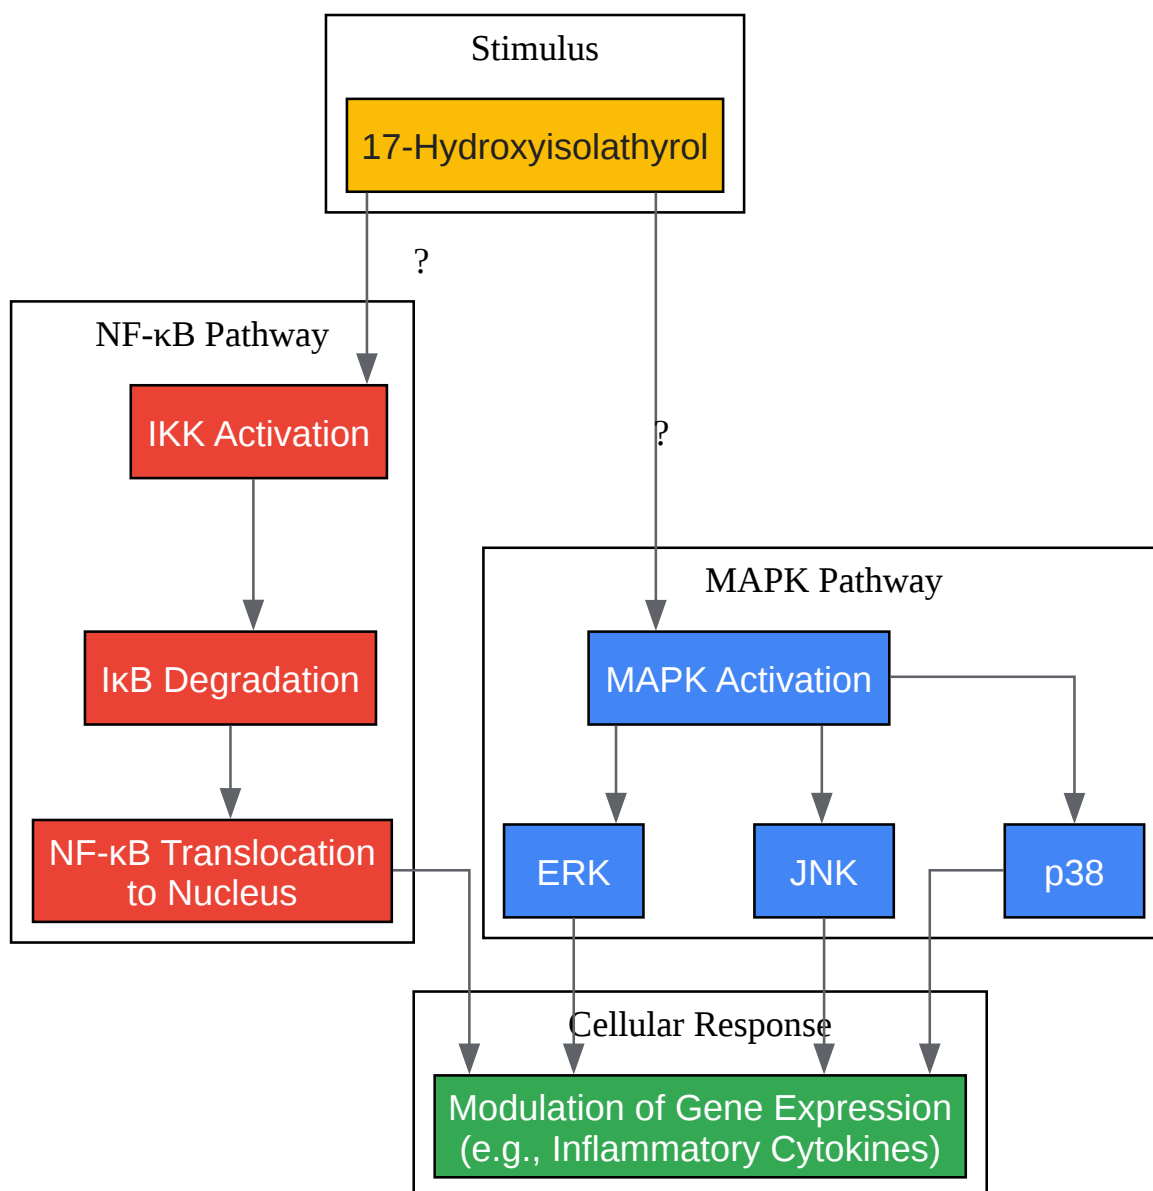 Stimulus
17-Hydroxyisolathyrol
?
NF-κB Pathway
IKK Activation
?
MAPK Pathway
IκB Degradation
MAPK Activation
NF-κB Translocation
to Nucleus
ERK
JNK
p38
Cellular Response
Modulation of Gene Expression
(e.g., Inflammatory Cytokines)